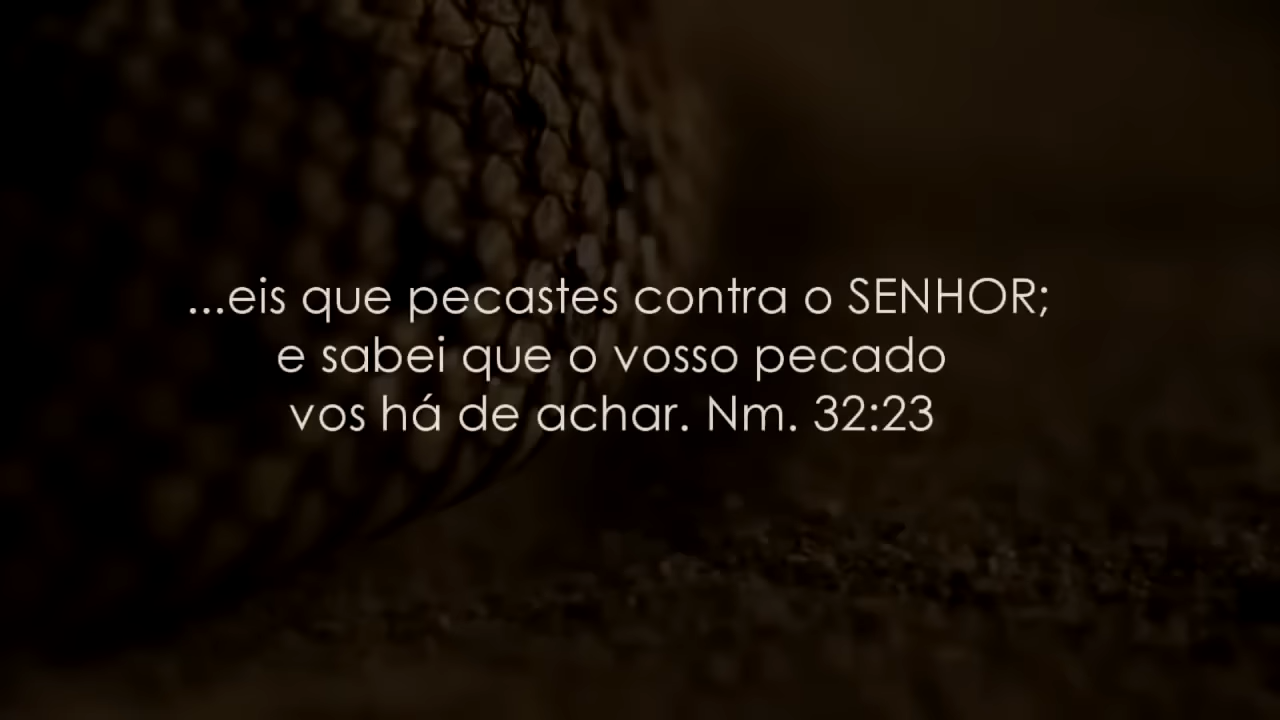 ...eis que pecastes contra o SENHOR;
e sabei que o vosso pecado
vos há de achar. Nm. 32:23